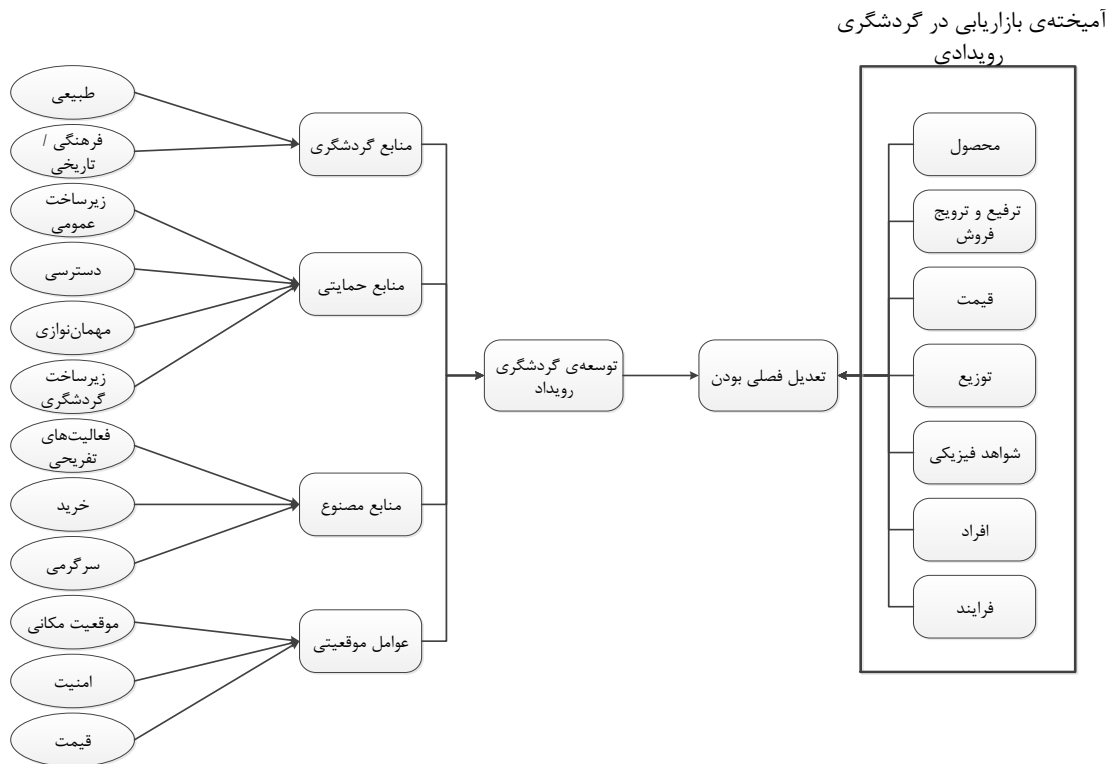 آمیخته‌ی بازاریابی در گردشگری
رویدادی
محصول
ترفیع و ترویج
فروش
قیمت
توزیع
شواهد فیزیکی
افراد
فرایند
تعدیل فصلی بودن
توسعه‌ی گردشگری
رویداد
منابع گردشگری
منابع حمایتی
منابع مصنوع
عوامل موقعیتی
طبیعی
فرهنگی /
تاریخی
زیرساخت
عمومی
دسترسی
مهمان‌نوازی
زیرساخت
گردشگری
فعالیت‌های
تفریحی
خرید
سرگرمی
موقعیت مکانی
امنیت
قیمت